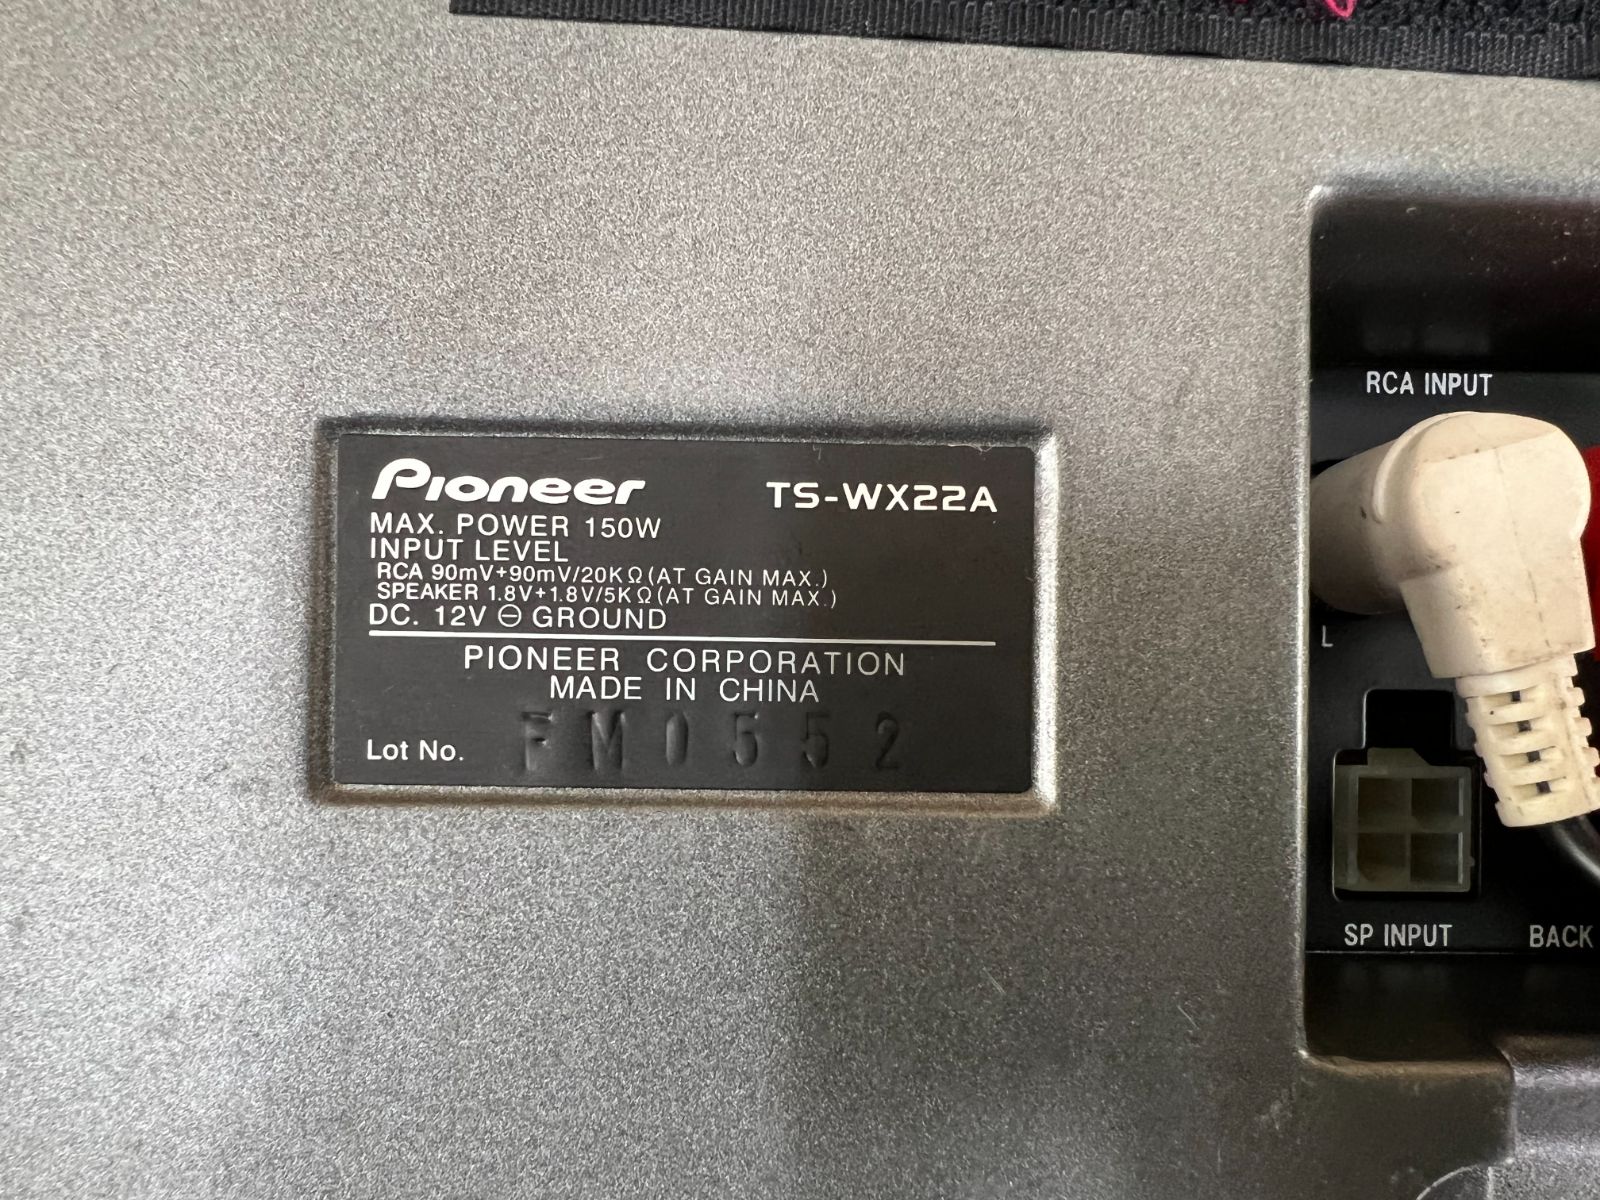 Pioneer TS-WX22A
MAX. POWER 150W
INPUT LEVEL
RCA 90mV+90mV/20KΩ(AT GAIN MAX.)
SPEAKER 1.8V+1.8V/5KΩ(AT GAIN MAX.)
DC. 12V ⊖ GROUND
PIONEER CORPORATION
MADE IN CHINA
Lot No. FM0552
RCA INPUT
L
SP INPUT
BACK